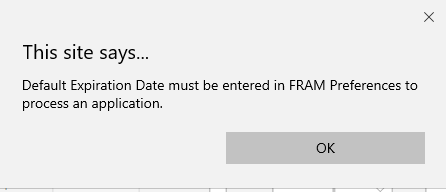 This site says...
Default Expiration Date must be entered in FRAM Preferences to
process an application.
OK